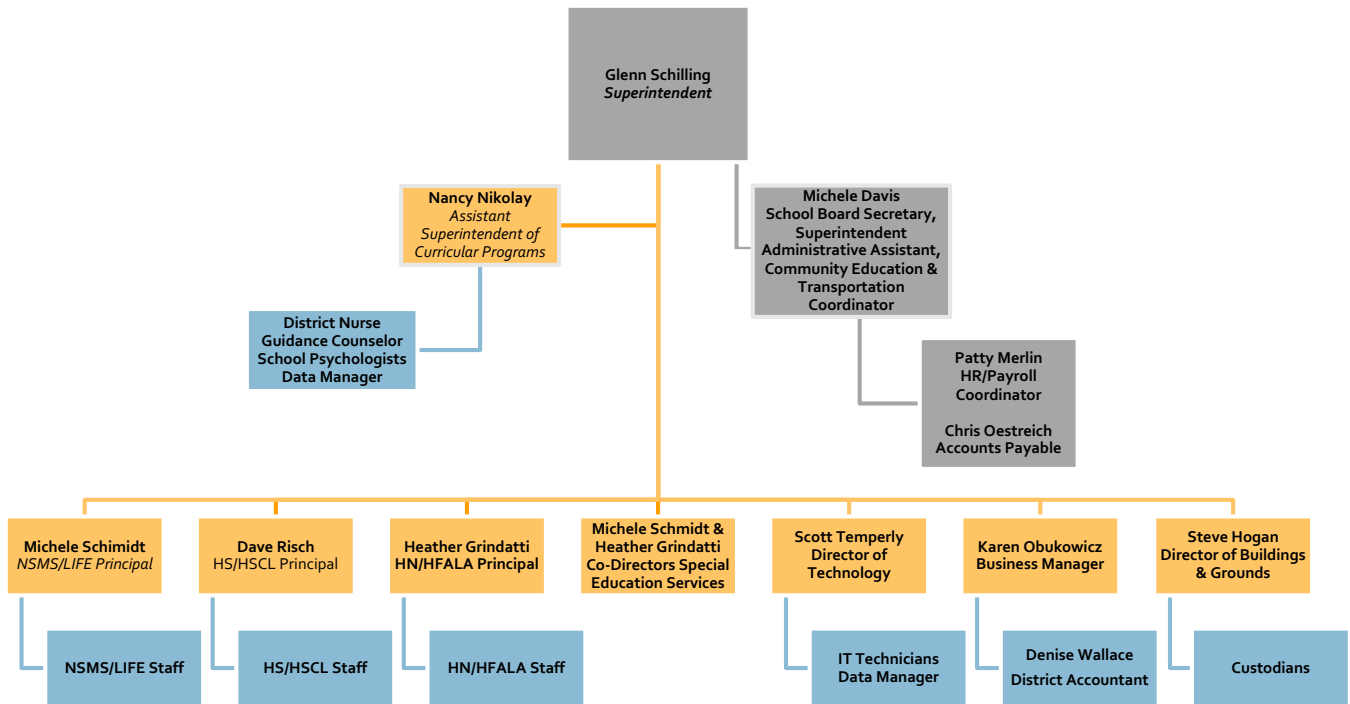 Glenn Schilling
Superintendent
Nancy Nikolay
Assistant
Superintendent of
Curricular Programs
Michele Davis
School Board Secretary,
Superintendent
Administrative Assistant,
Community Education &
Transportation
Coordinator
District Nurse
Guidance Counselor
School Psychologists
Data Manager
Patty Merlin
HR/Payroll
Coordinator
Chris Oestreich
Accounts Payable
Michele Schimidt
NSMS/LIFE Principal
Dave Risch
HS/HSCL Principal
Heather Grindatti
HN/HFALA Principal
Michele Schmidt &
Heather Grindatti
Co-Directors Special
Education Services
Scott Temperly
Director of
Technology
Karen Obukowicz
Business Manager
Steve Hogan
Director of Buildings
& Grounds
NSMS/LIFE Staff
HS/HSCL Staff
HN/HFALA Staff
IT Technicians
Data Manager
Denise Wallace
District Accountant
Custodians